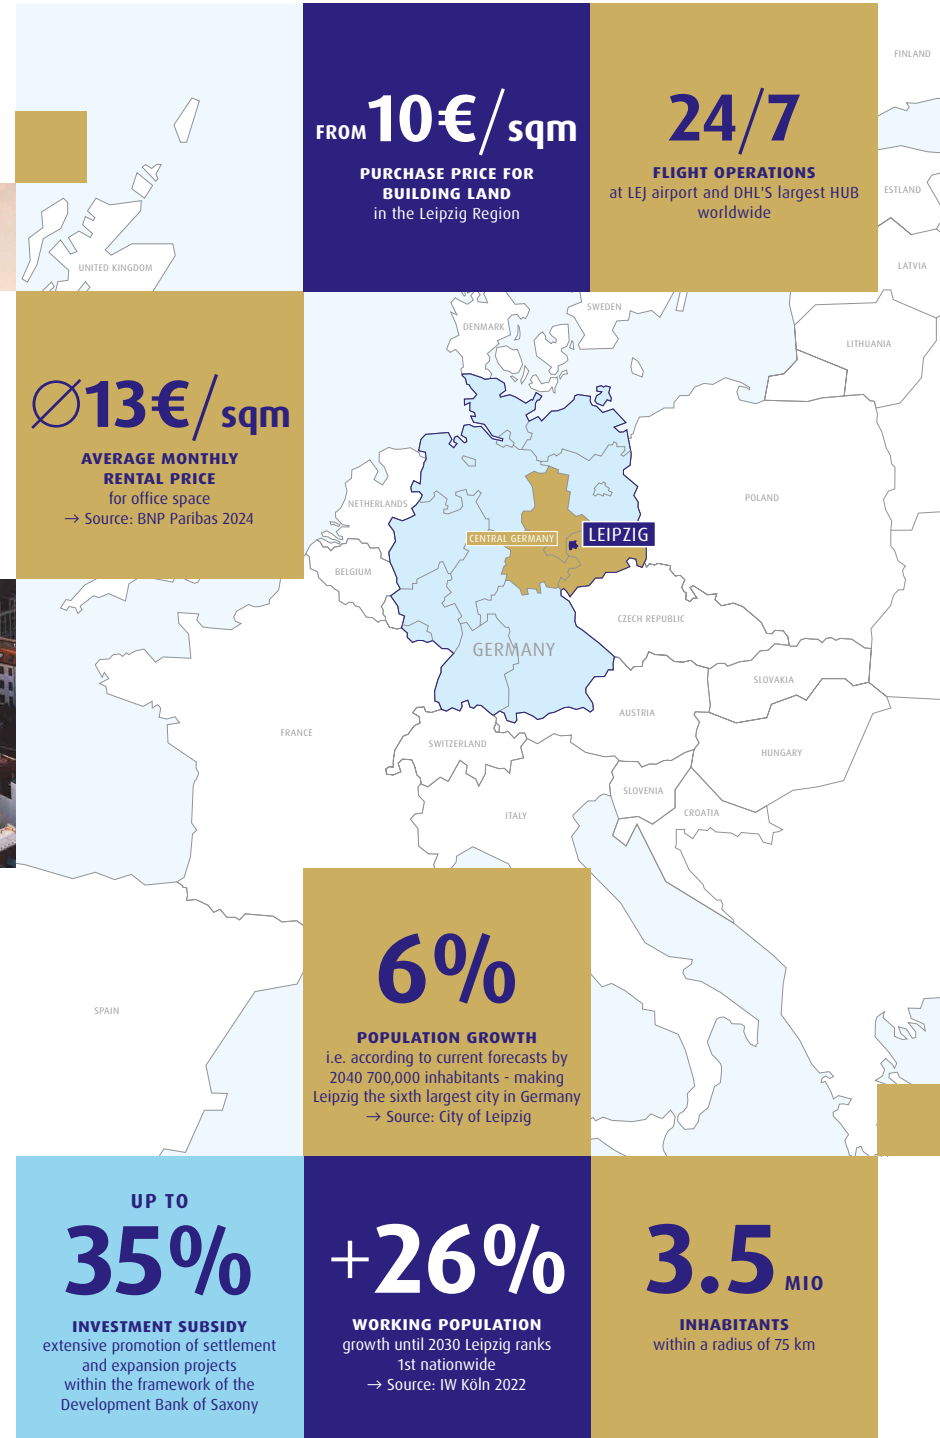 FROM 10€/sqm
PURCHASE PRICE FOR
BUILDING LAND
in the Leipzig Region
24/7
FLIGHT OPERATIONS
at LEJ airport and DHL'S largest HUB
worldwide
FINLAND
ESTLAND
LATVIA
UNITED KINGDOM
SWEDEN
DENMARK
LITHUANIA
Ø13€/sqm
AVERAGE MONTHLY
RENTAL PRICE
for office space
→ Source: BNP Paribas 2024
NETHERLANDS
POLAND
CENTRAL GERMANY
LEIPZIG
BELGIUM
CZECH REPUBLIC
GERMANY
SLOVAKIA
AUSTRIA
FRANCE
SWITZERLAND
HUNGARY
SLOVENIA
CROATIA
ITALY
SPAIN
6%
POPULATION GROWTH
i.e. according to current forecasts by
2040 700,000 inhabitants - making
Leipzig the sixth largest city in Germany
→ Source: City of Leipzig
UP TO
35%
INVESTMENT SUBSIDY
extensive promotion of settlement
and expansion projects
within the framework of the
Development Bank of Saxony
+26%
WORKING POPULATION
growth until 2030 Leipzig ranks
1st nationwide
→ Source: IW Köln 2022
3.5 MIO
INHABITANTS
within a radius of 75 km